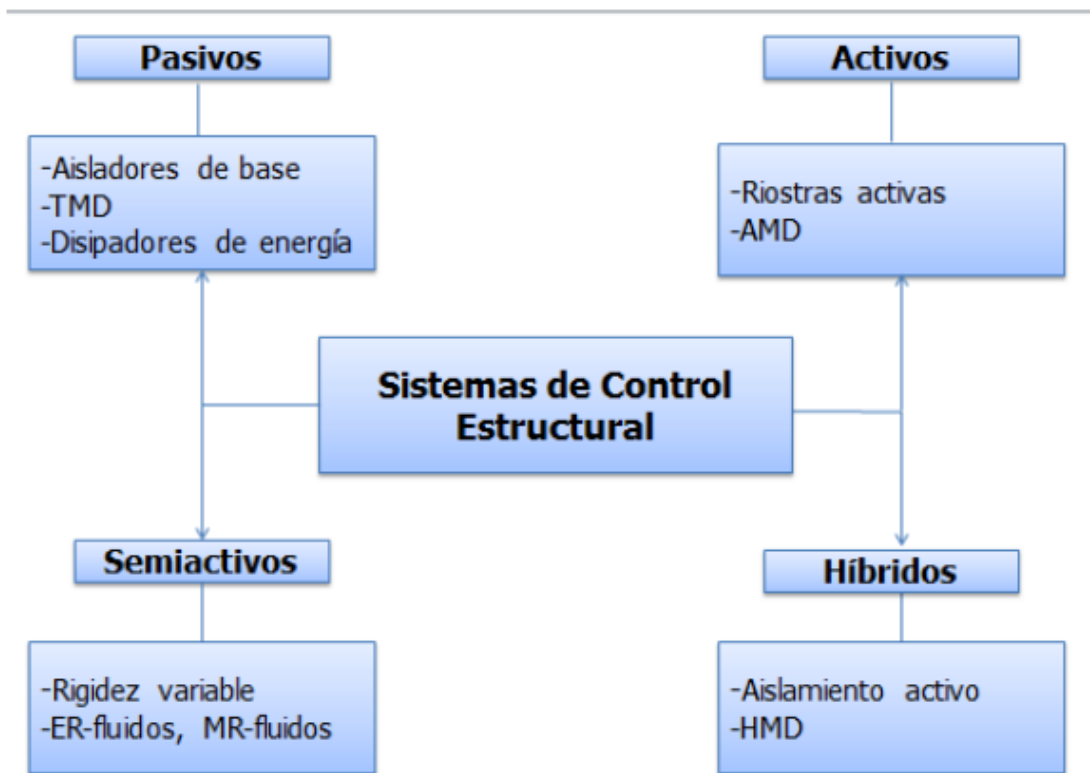 Pasivos
-Aisladores de base
-TMD
-Disipadores de energía
Activos
-Riostras activas
-AMD
Sistemas de Control
Estructural
Semiactivos
-Rigidez variable
-ER-fluidos, MR-fluidos
Híbridos
-Aislamiento activo
-HMD